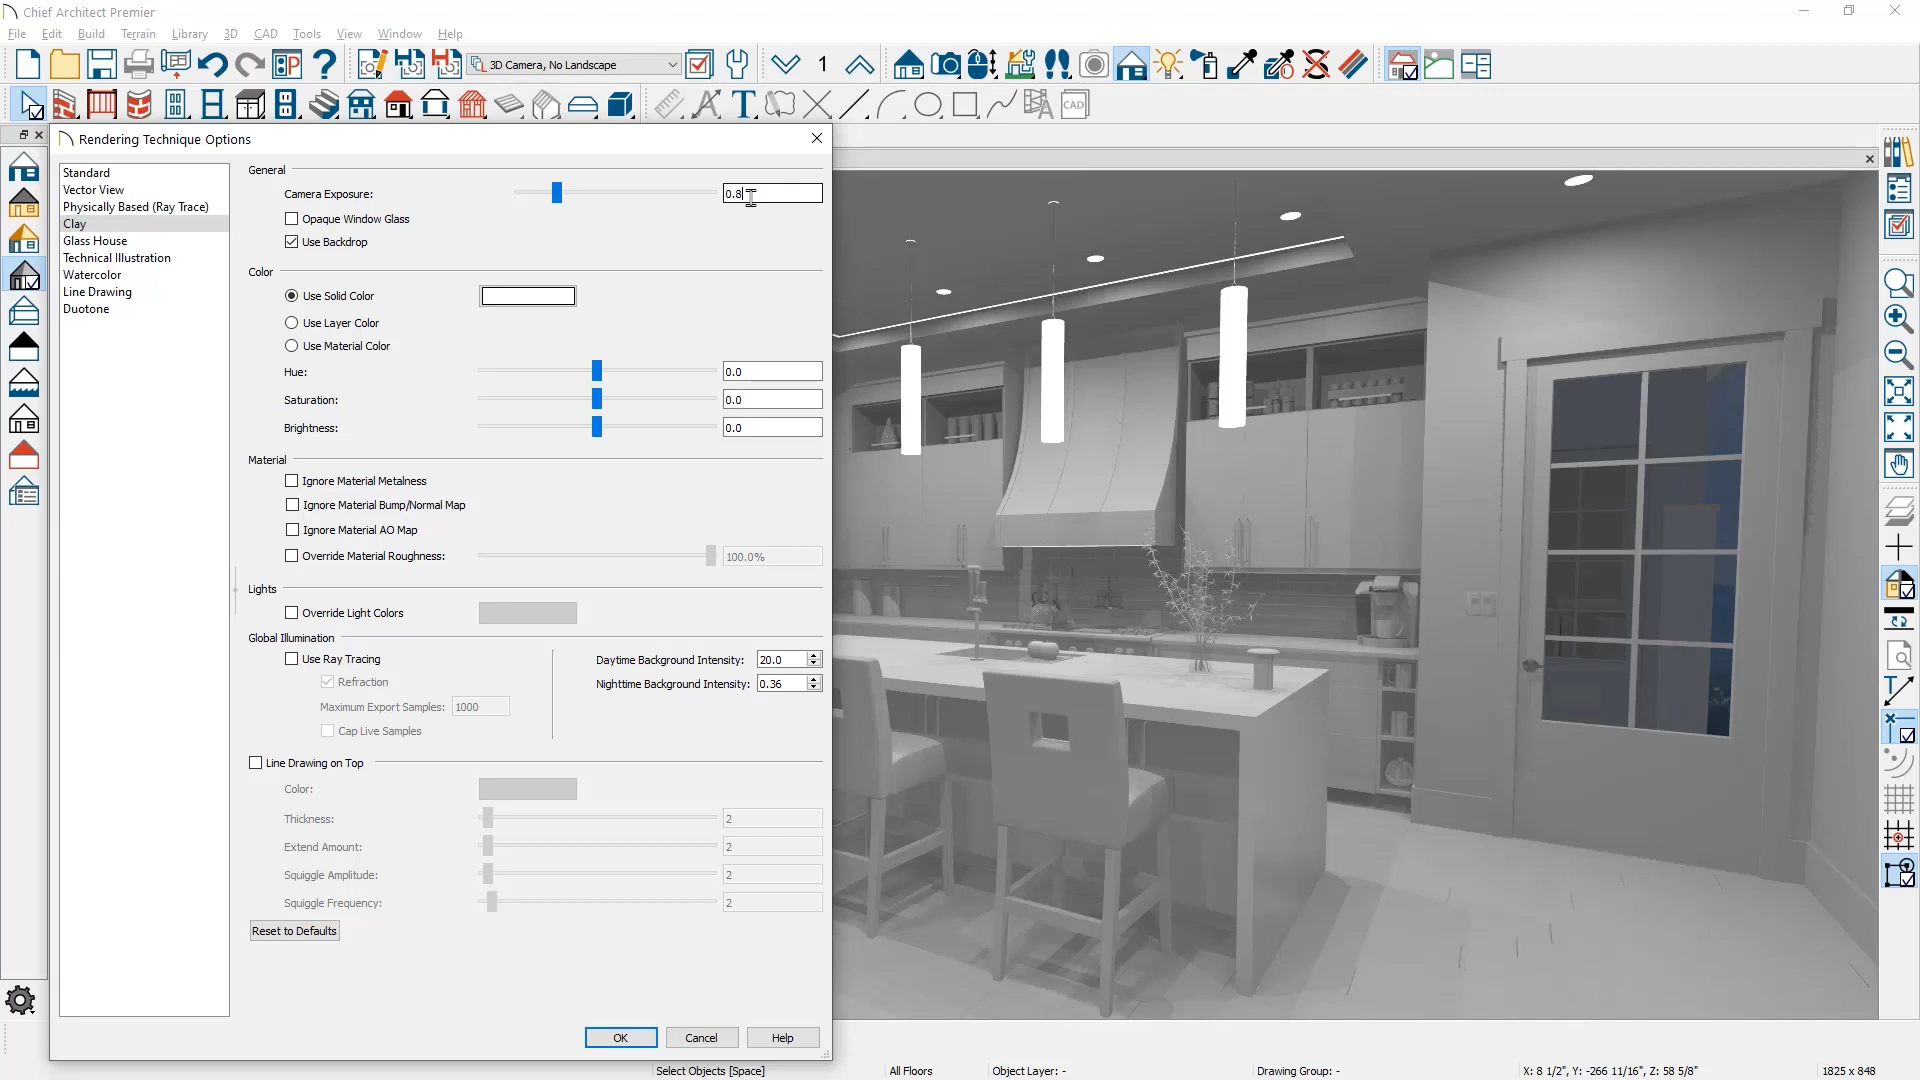 Chief Architect Premier
File Edit Build Terrain Library 3D CAD Tools View Window Help
3D Camera, No Landscape
1
CAD
Rendering Technique Options
Standard
Vector View
Physically Based (Ray Trace)
Clay
Glass House
Technical Illustration
Watercolor
Line Drawing
Duotone
General
Camera Exposure: 0.8
Opaque Window Glass
Use Backdrop
Color
Use Solid Color
Use Layer Color
Use Material Color
Hue: 0.0
Saturation: 0.0
Brightness: 0.0
Material
Ignore Material Metalness
Ignore Material Bump/Normal Map
Ignore Material AO Map
Override Material Roughness: 100.0%
Lights
Override Light Colors
Global Illumination
Use Ray Tracing
Refraction
Maximum Export Samples: 1000
Cap Live Samples
Daytime Background Intensity: 20.0
Nighttime Background Intensity: 0.36
Line Drawing on Top
Color:
Thickness: 2
Extend Amount: 2
Squiggle Amplitude: 2
Squiggle Frequency: 2
Reset to Defaults
OK Cancel Help
Select Objects [Space] All Floors Object Layer: - Drawing Group: - X: 8 1/2", Y: -266 11/16", Z: 58 5/8" 1825 x 848